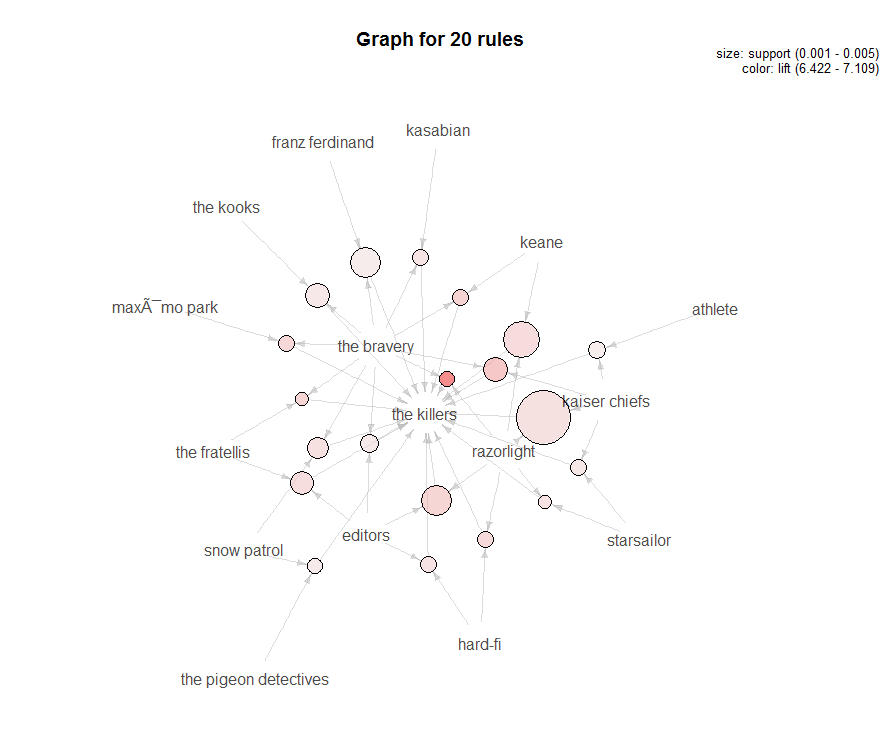 Graph for 20 rules
size: support (0.001 - 0.005)
color: lift (6.422 - 7.109)
kasabian
franz ferdinand
the kooks
keane
maxÃ¯mo park
athlete
the bravery
kaiser chiefs
the killers
the fratellis
razorlight
editors
snow patrol
starsailor
hard-fi
the pigeon detectives